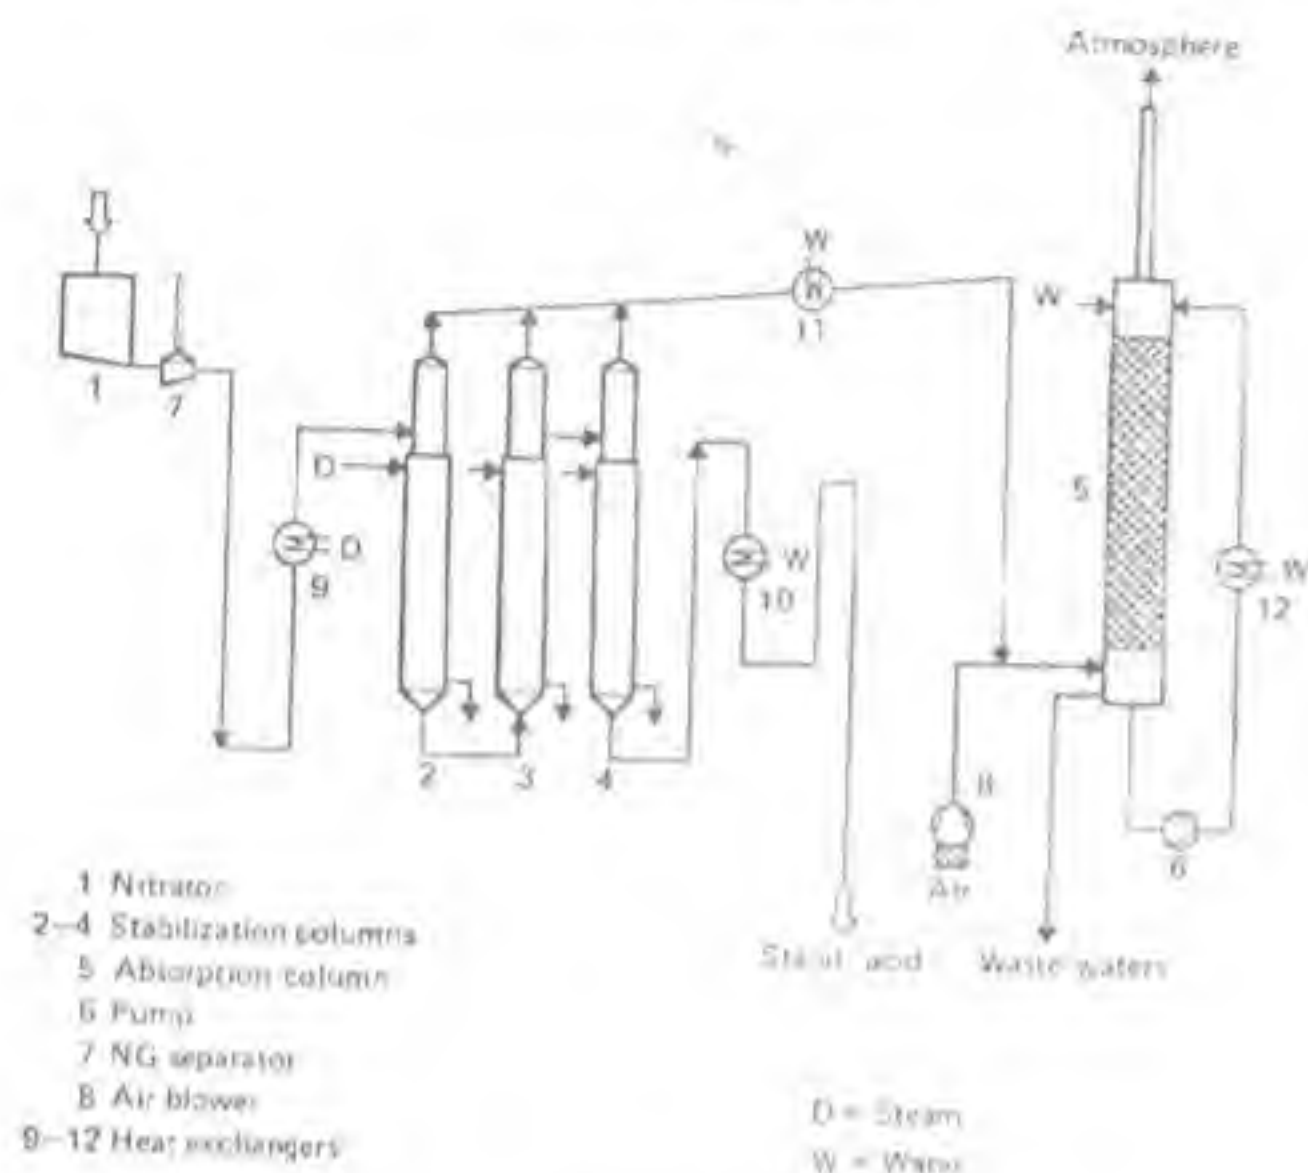 Atmosphere
W
11
W
1
7
D
5
D
9
W
10
W
12
2
3
4
8
6
Air
Waste waters
1 Nitrator
2–4 Stabilization columns
5 Absorption column
6 Pump
7 NG separator
8 Air blower
9–12 Heat exchangers
D = Steam
W = Water